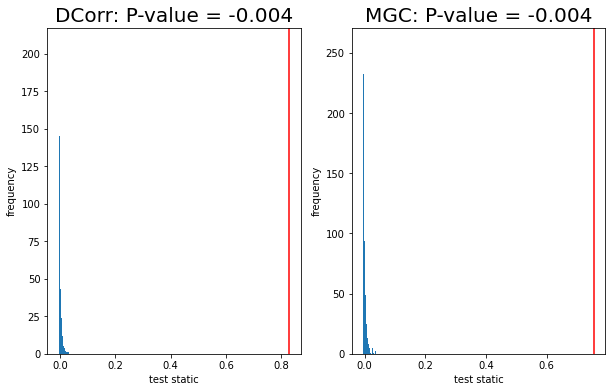 DCorr: P-value = -0.004
200
175
150
125
100
75
50
25
0
frequency
0.0 0.2 0.4 0.6 0.8
test static
MGC: P-value = -0.004
250
200
150
100
50
0
frequency
0.0 0.2 0.4 0.6
test static